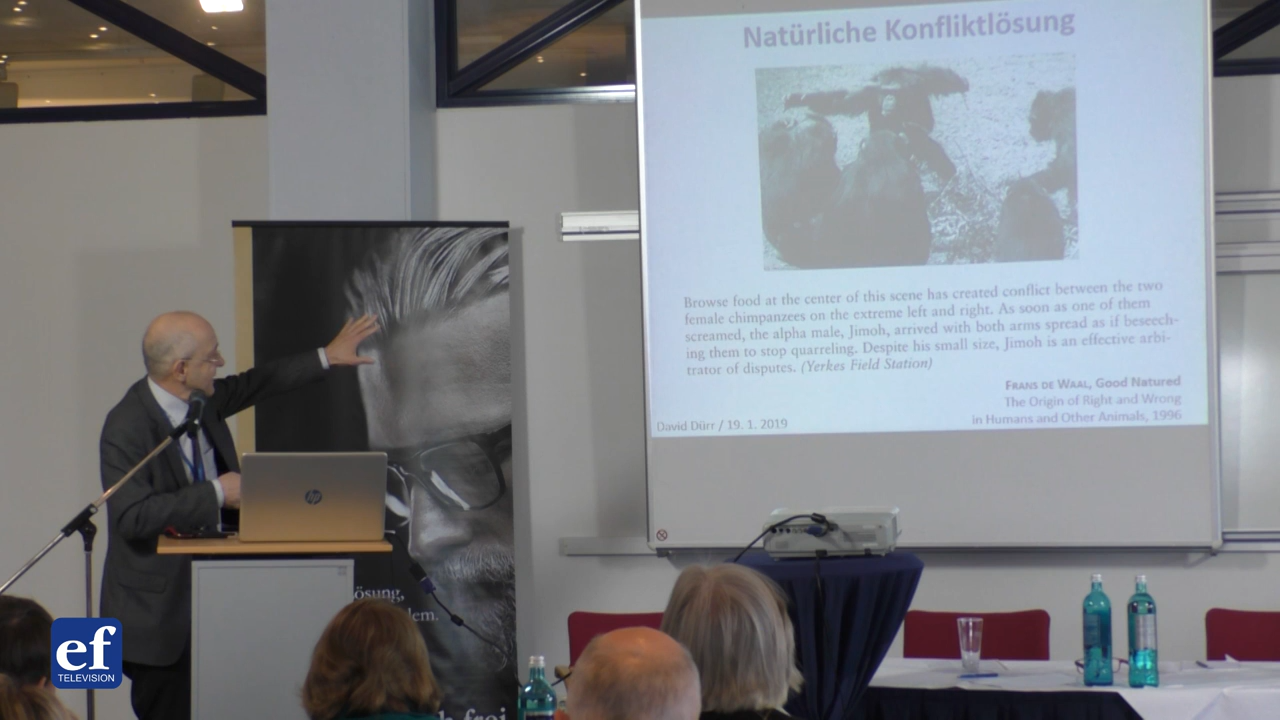 Natürliche Konfliktlösung
Browse food at the center of this scene has created conflict between the two
female chimpanzees on the extreme left and right. As soon as one of them
screamed, the alpha male, Jimoh, arrived with both arms spread as if beseech-
ing them to stop quarreling. Despite his small size, Jimoh is an effective arbi-
trator of disputes. (Yerkes Field Station)
FRANS DE WAAL, Good Natured
The Origin of Right and Wrong
in Humans and Other Animals, 1996
David Dürr / 19. 1. 2019
hp
ösung,
lem.
ef
TELEVISION